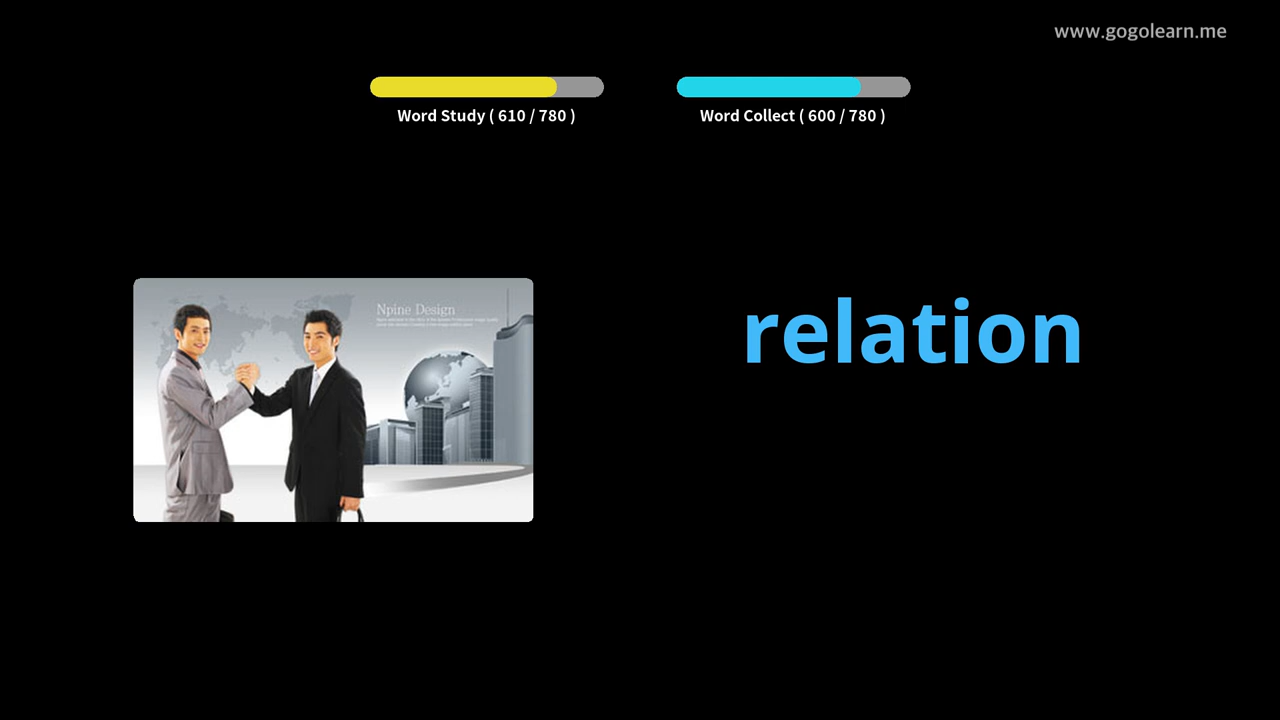 www.gogolearn.me
Word Study ( 610 / 780 )
Word Collect ( 600 / 780 )
Npine Design
relation